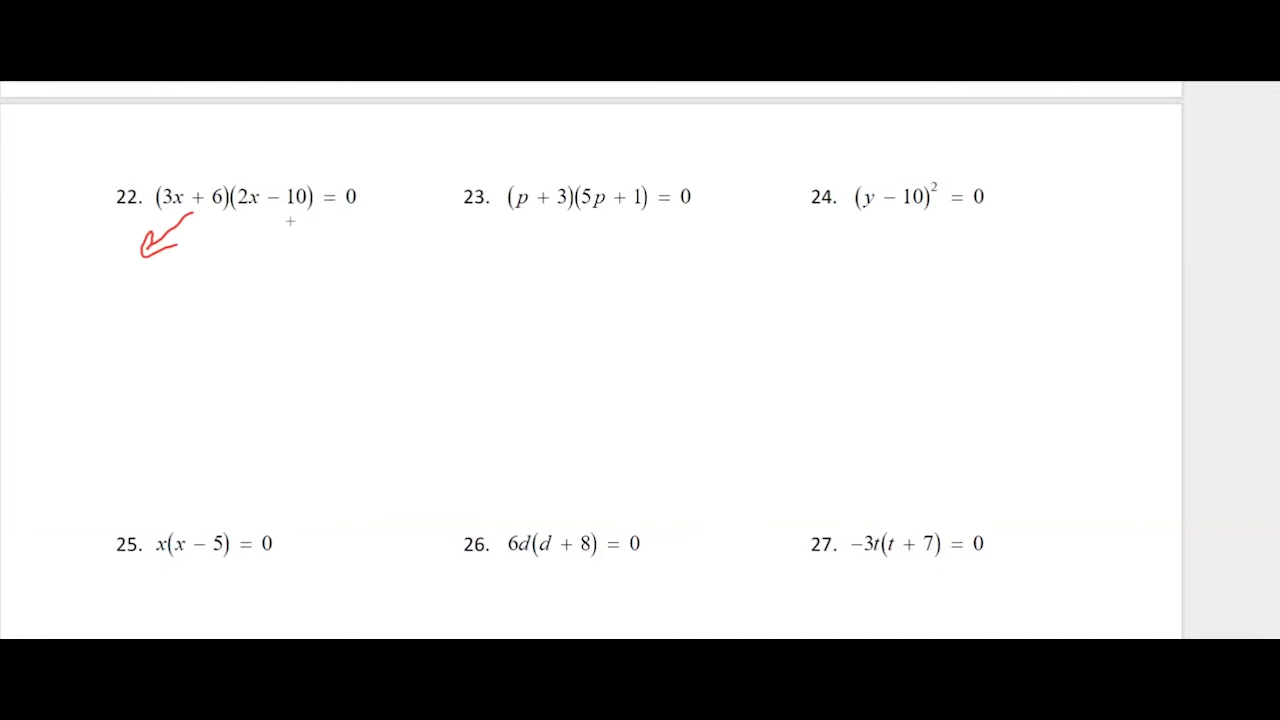 22. (3x + 6)(2x − 10) = 0 23. (p + 3)(5p + 1) = 0 24. (y − 10)² = 0
25. x(x − 5) = 0 26. 6d(d + 8) = 0 27. −3t(t + 7) = 0